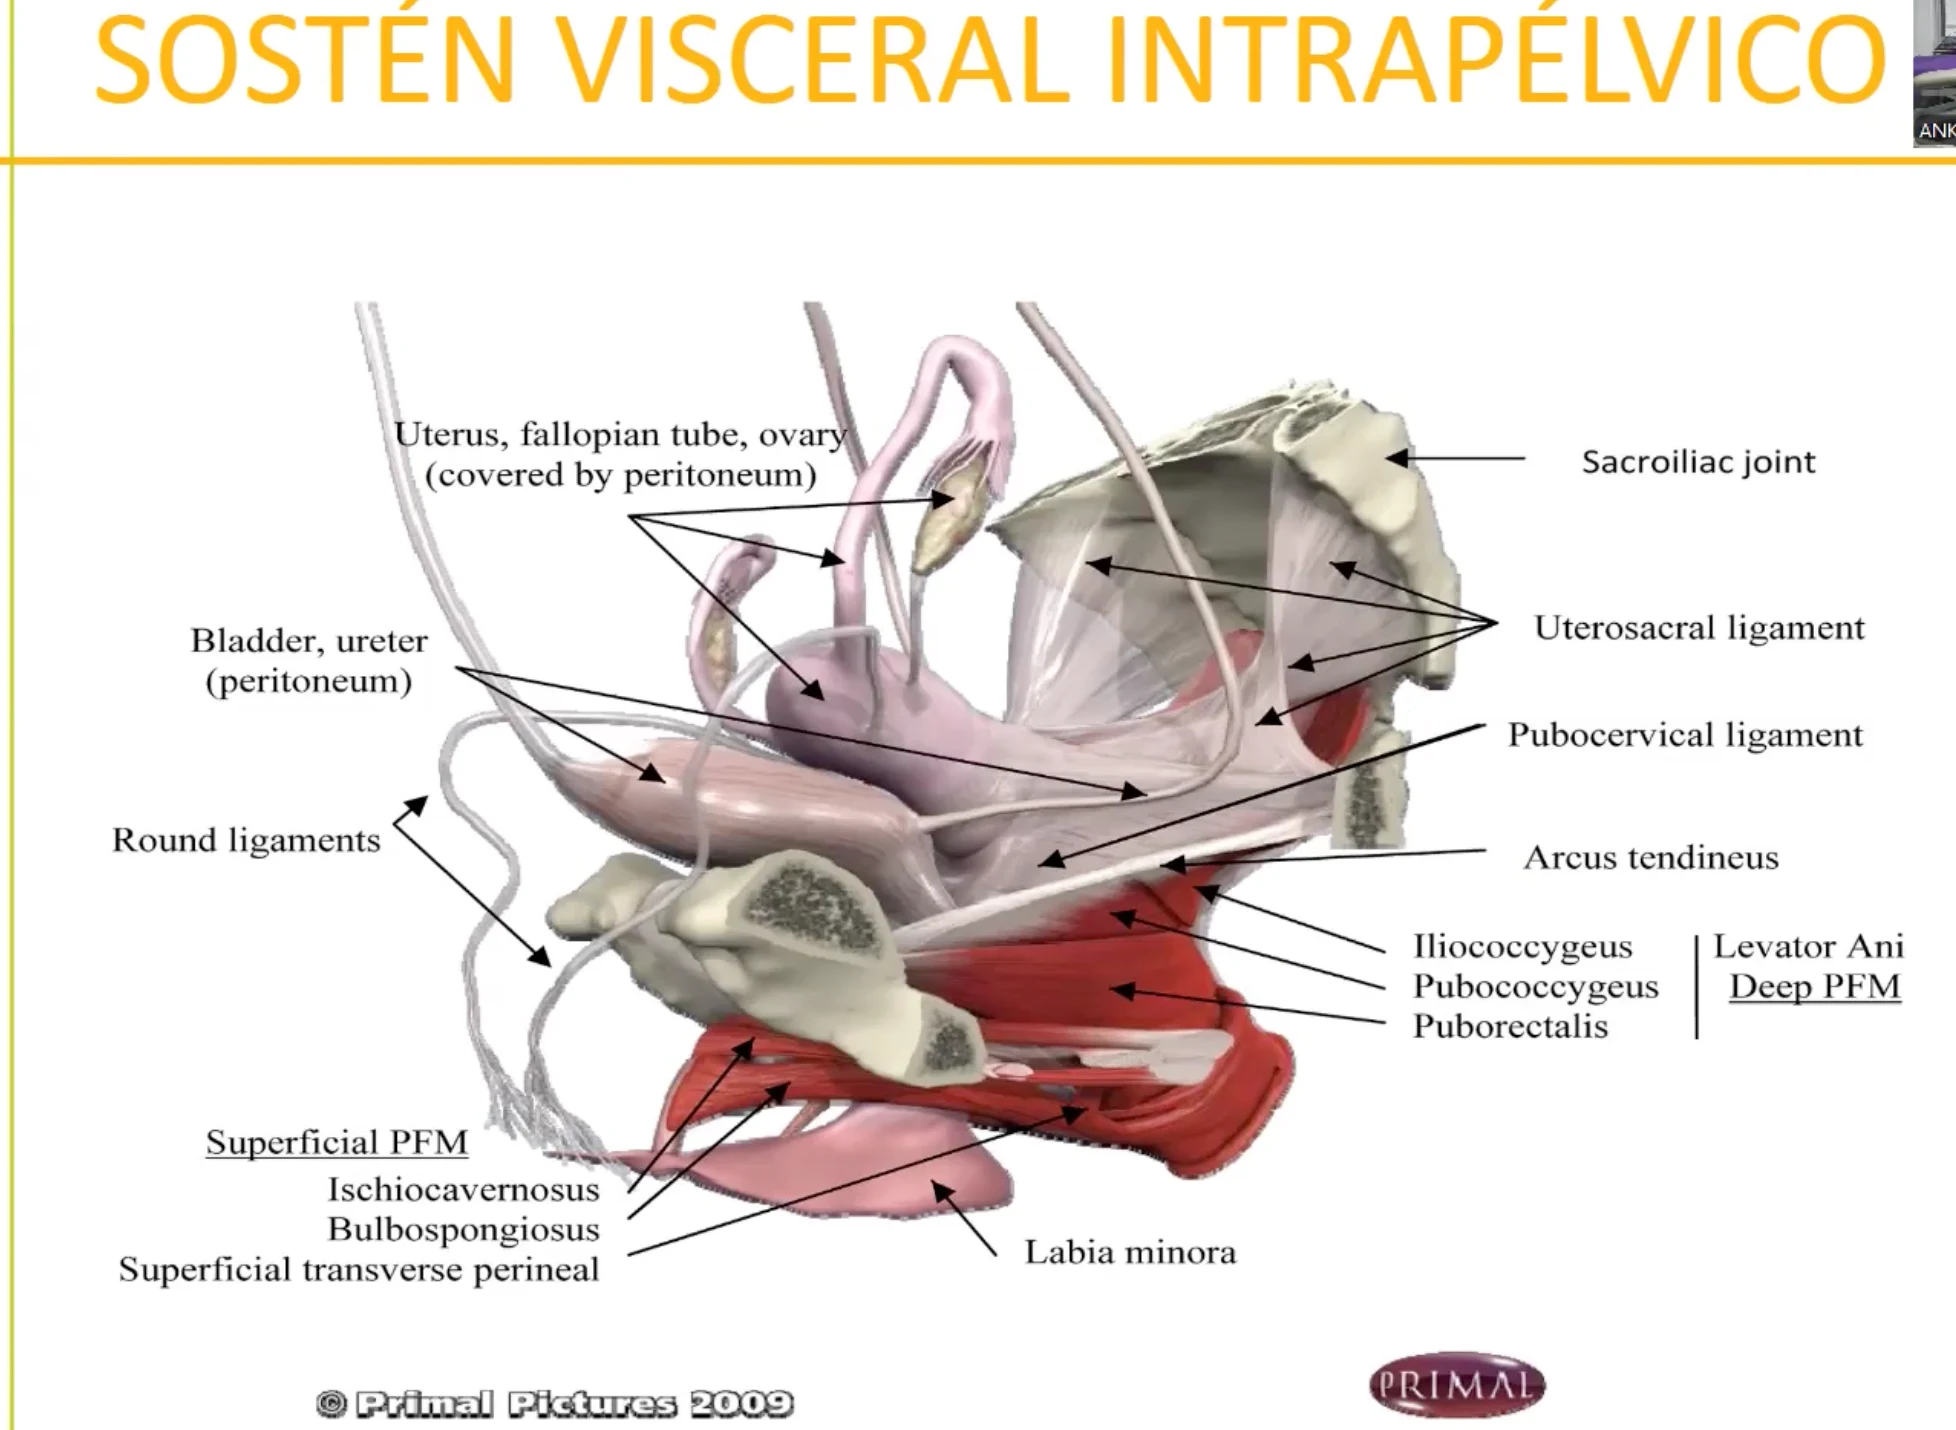 SOSTÉN VISCERAL INTRAPÉLVICO
ANK
Uterus, fallopian tube, ovary
(covered by peritoneum)
Sacroiliac joint
Bladder, ureter
(peritoneum)
Uterosacral ligament
Pubocervical ligament
Round ligaments
Arcus tendineus
Iliococcygeus
Pubococcygeus
Puborectalis
Levator Ani
Deep PFM
Superficial PFM
Ischiocavernosus
Bulbospongiosus
Superficial transverse perineal
Labia minora
© Primal Pictures 2009
PRIMAL